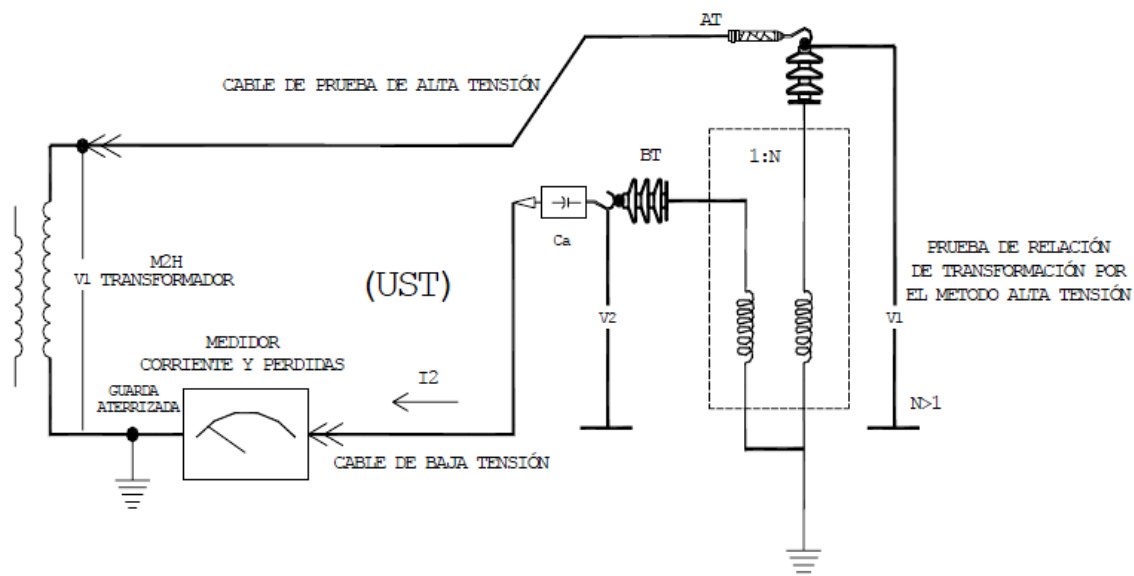 AT
CABLE DE PRUEBA DE ALTA TENSIÓN
BT
1:N
Ca
M2H
V1 TRANSFORMADOR
(UST)
PRUEBA DE RELACIÓN
DE TRANSFORMACIÓN POR
EL METODO ALTA TENSIÓN
V2
V1
MEDIDOR
CORRIENTE Y PERDIDAS
I2
GUARDA
ATERRIZADA
N>1
CABLE DE BAJA TENSIÓN